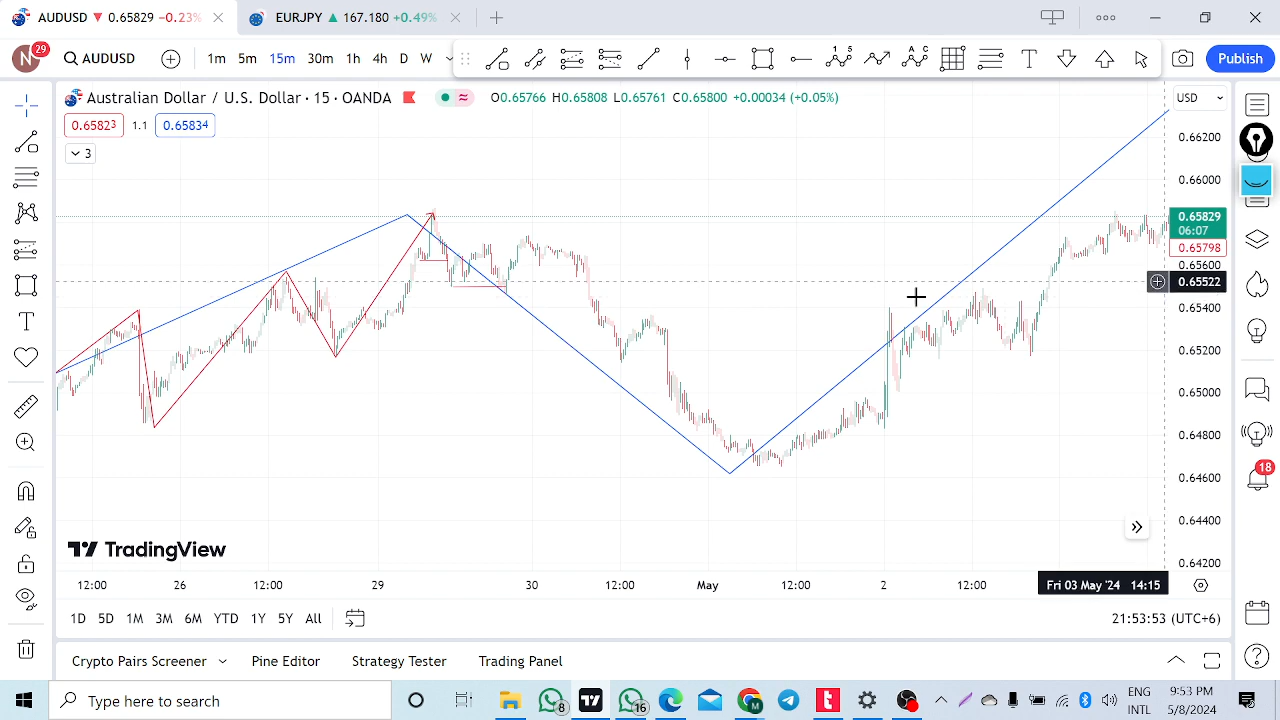 AUDUSD 0.65829 −0.23%
EURJPY 167.180 +0.49%
N 29
AUDUSD
1m 5m 15m 30m 1h 4h D W
Publish
Australian Dollar / U.S. Dollar · 15 · OANDA
O0.65766 H0.65808 L0.65761 C0.65800 +0.00034 (+0.05%)
USD
0.65823 1.1 0.65834
3
0.66200
0.66000
0.65829
06:07
0.65798
0.65600
0.65522
0.65400
0.65200
0.65000
0.64800
0.64600
0.64400
0.64200
18
TradingView
12:00 26 12:00 29 30 12:00 May 12:00 2 12:00 Fri 03 May '24 14:15
1D 5D 1M 3M 6M YTD 1Y 5Y All
21:53:53 (UTC+6)
Crypto Pairs Screener Pine Editor Strategy Tester Trading Panel
Type here to search
8
16
ENG
INTL
9:53 PM
5/8/2024